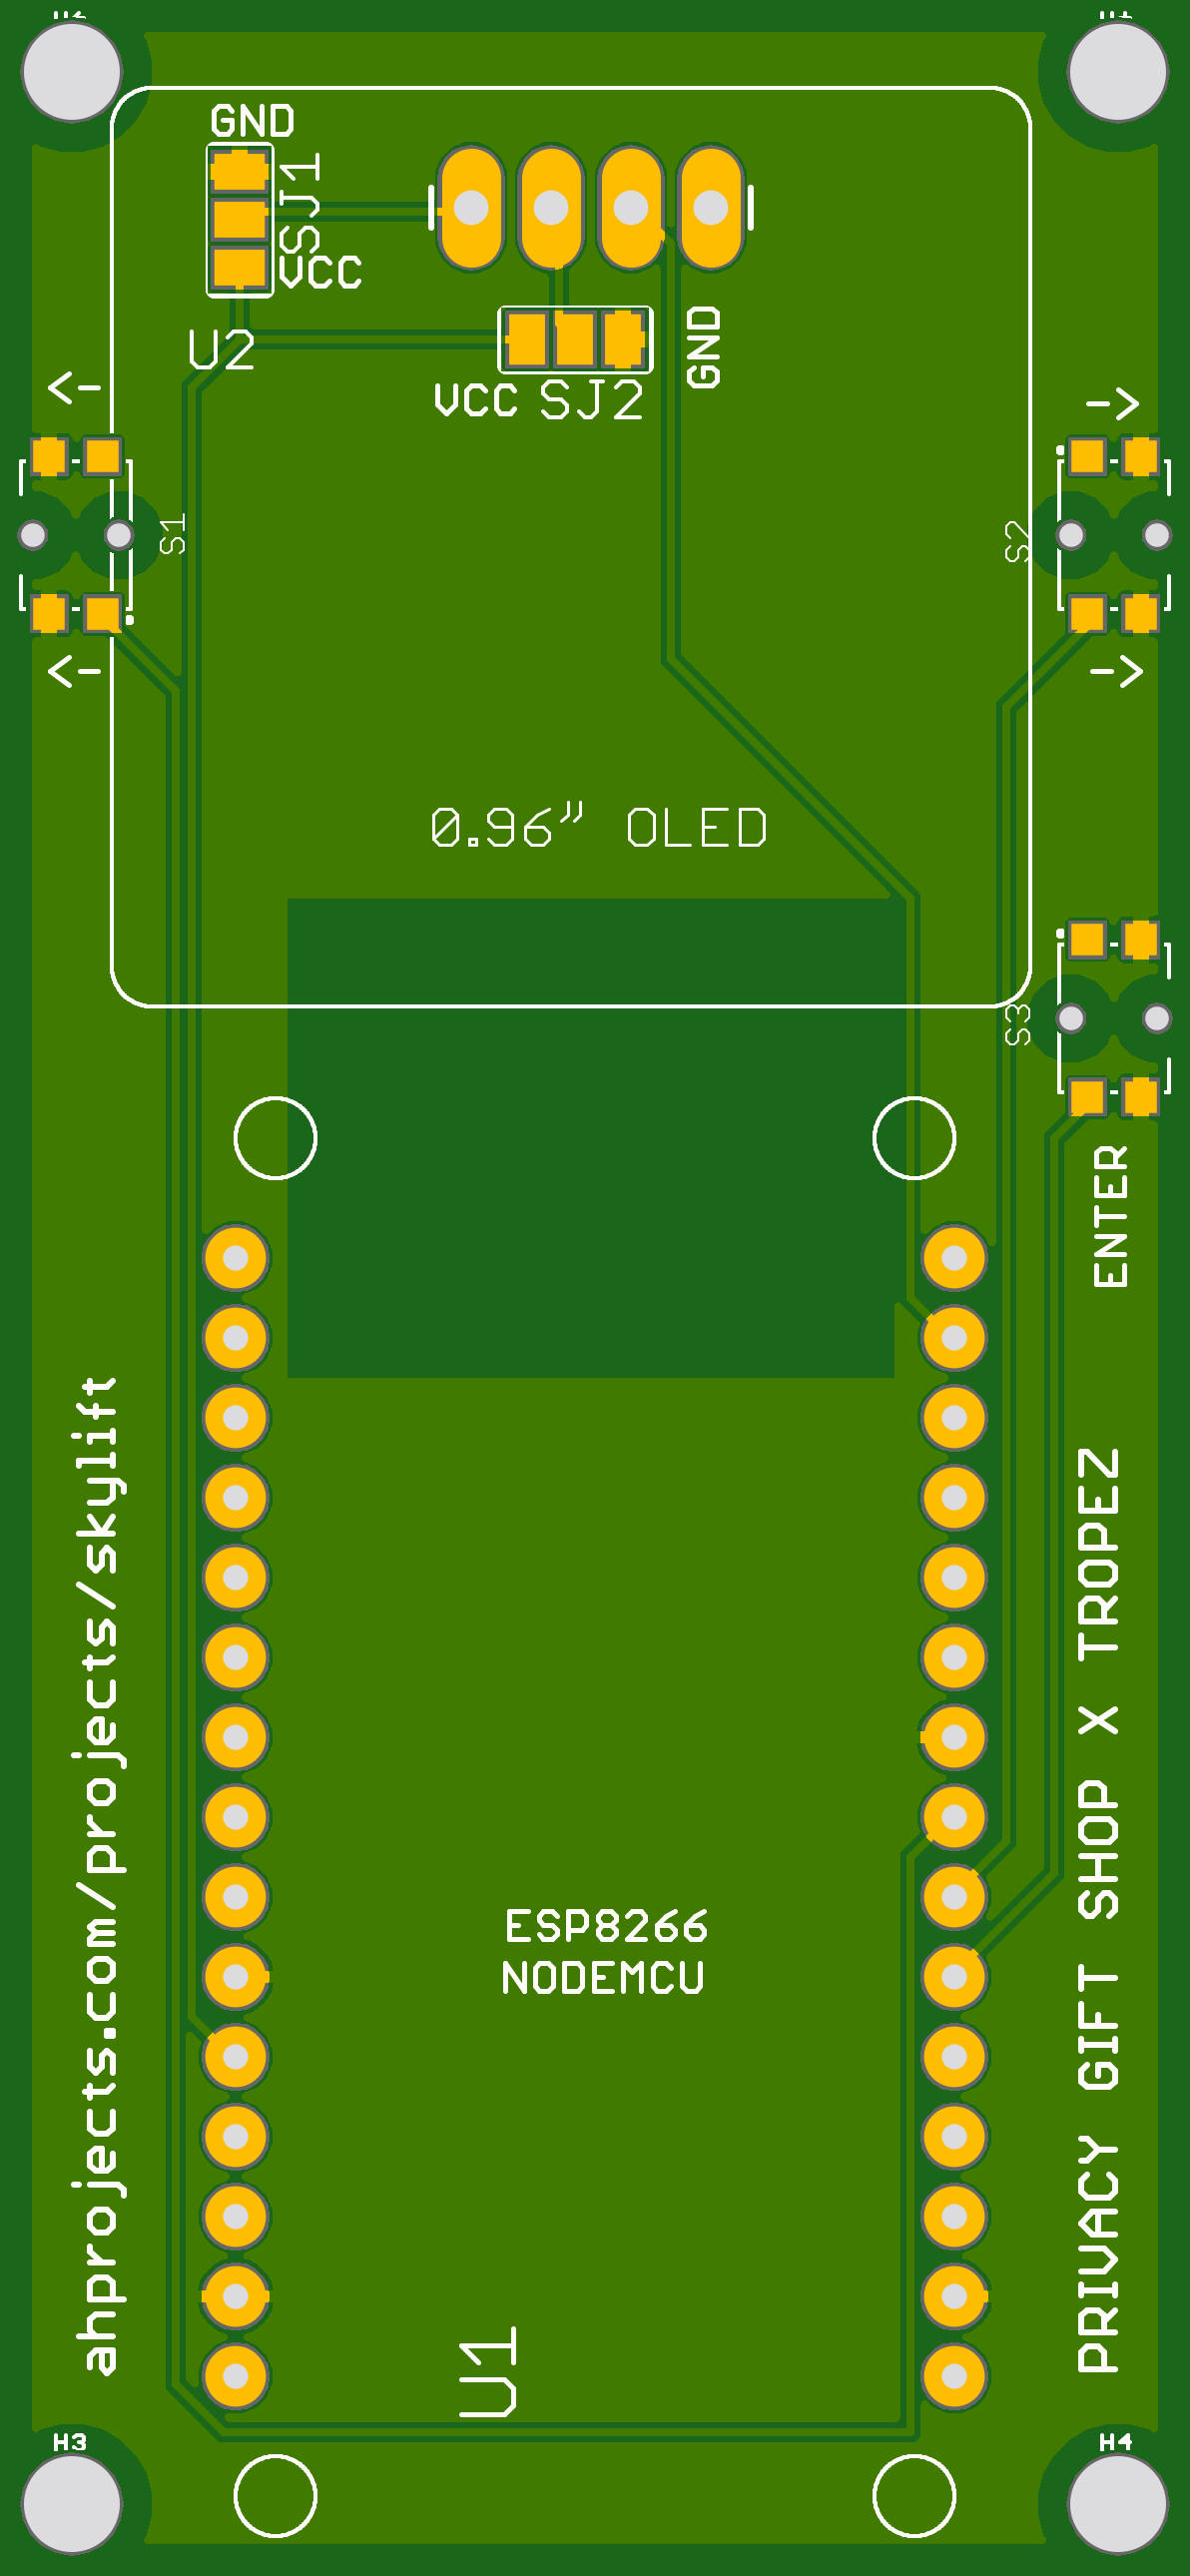 GND
SJ1
VCC
U2
GND
VCC SJ2
<-
->
S1
S2
<-
->
0.96” OLED
S3
ENTER
ahprojects.com/projects/skylift
PRIVACY GIFT SHOP X TROPEZ
ESP8266
NODEMCU
U1
H3
H4